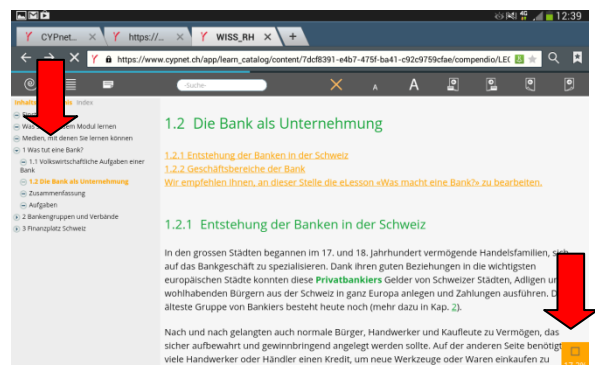 12:39
CYPnet... × https://... × WISS_RH × +
https://www.cypnet.ch/app/learn_catalog/content/7dcf8391-e4b7-475f-ba41-c92c9759cfae/compendio/LE(
-Suche-
A A
Index
Medien, mit denen Sie lernen können
1 Was tut eine Bank?
1.1 Volkswirtschaftliche Aufgaben einer
Bank
1.2 Die Bank als Unternehmung
Zusammenfassung
Aufgaben
2 Bankengruppen und Verbände
3 Finanzplatz Schweiz
1.2 Die Bank als Unternehmung
1.2.1 Entstehung der Banken in der Schweiz
1.2.2 Geschäftsbereiche der Bank
Wir empfehlen Ihnen, an dieser Stelle die eLesson «Was macht eine Bank?» zu bearbeiten.
1.2.1 Entstehung der Banken in der Schweiz
In den grossen Städten begannen im 17. und 18. Jahrhundert vermögende Handelsfamilien, sich
auf das Bankgeschäft zu spezialisieren. Dank ihren guten Beziehungen in die wichtigsten
europäischen Städte konnten diese Privatbankiers Gelder von Schweizer Städten, Adligen
wohlhabenden Bürgern aus der Schweiz in ganz Europa anlegen und Zahlungen ausführen.
älteste Gruppe von Bankiers besteht heute noch (mehr dazu in Kap. 2).
Nach und nach gelangten auch normale Bürger, Handwerker und Kaufleute zu Vermögen, das
sicher aufbewahrt und gewinnbringend angelegt werden sollte. Auf der anderen Seite benötig
viele Handwerker oder Händler einen Kredit, um neue Werkzeuge oder Waren einkaufen zu